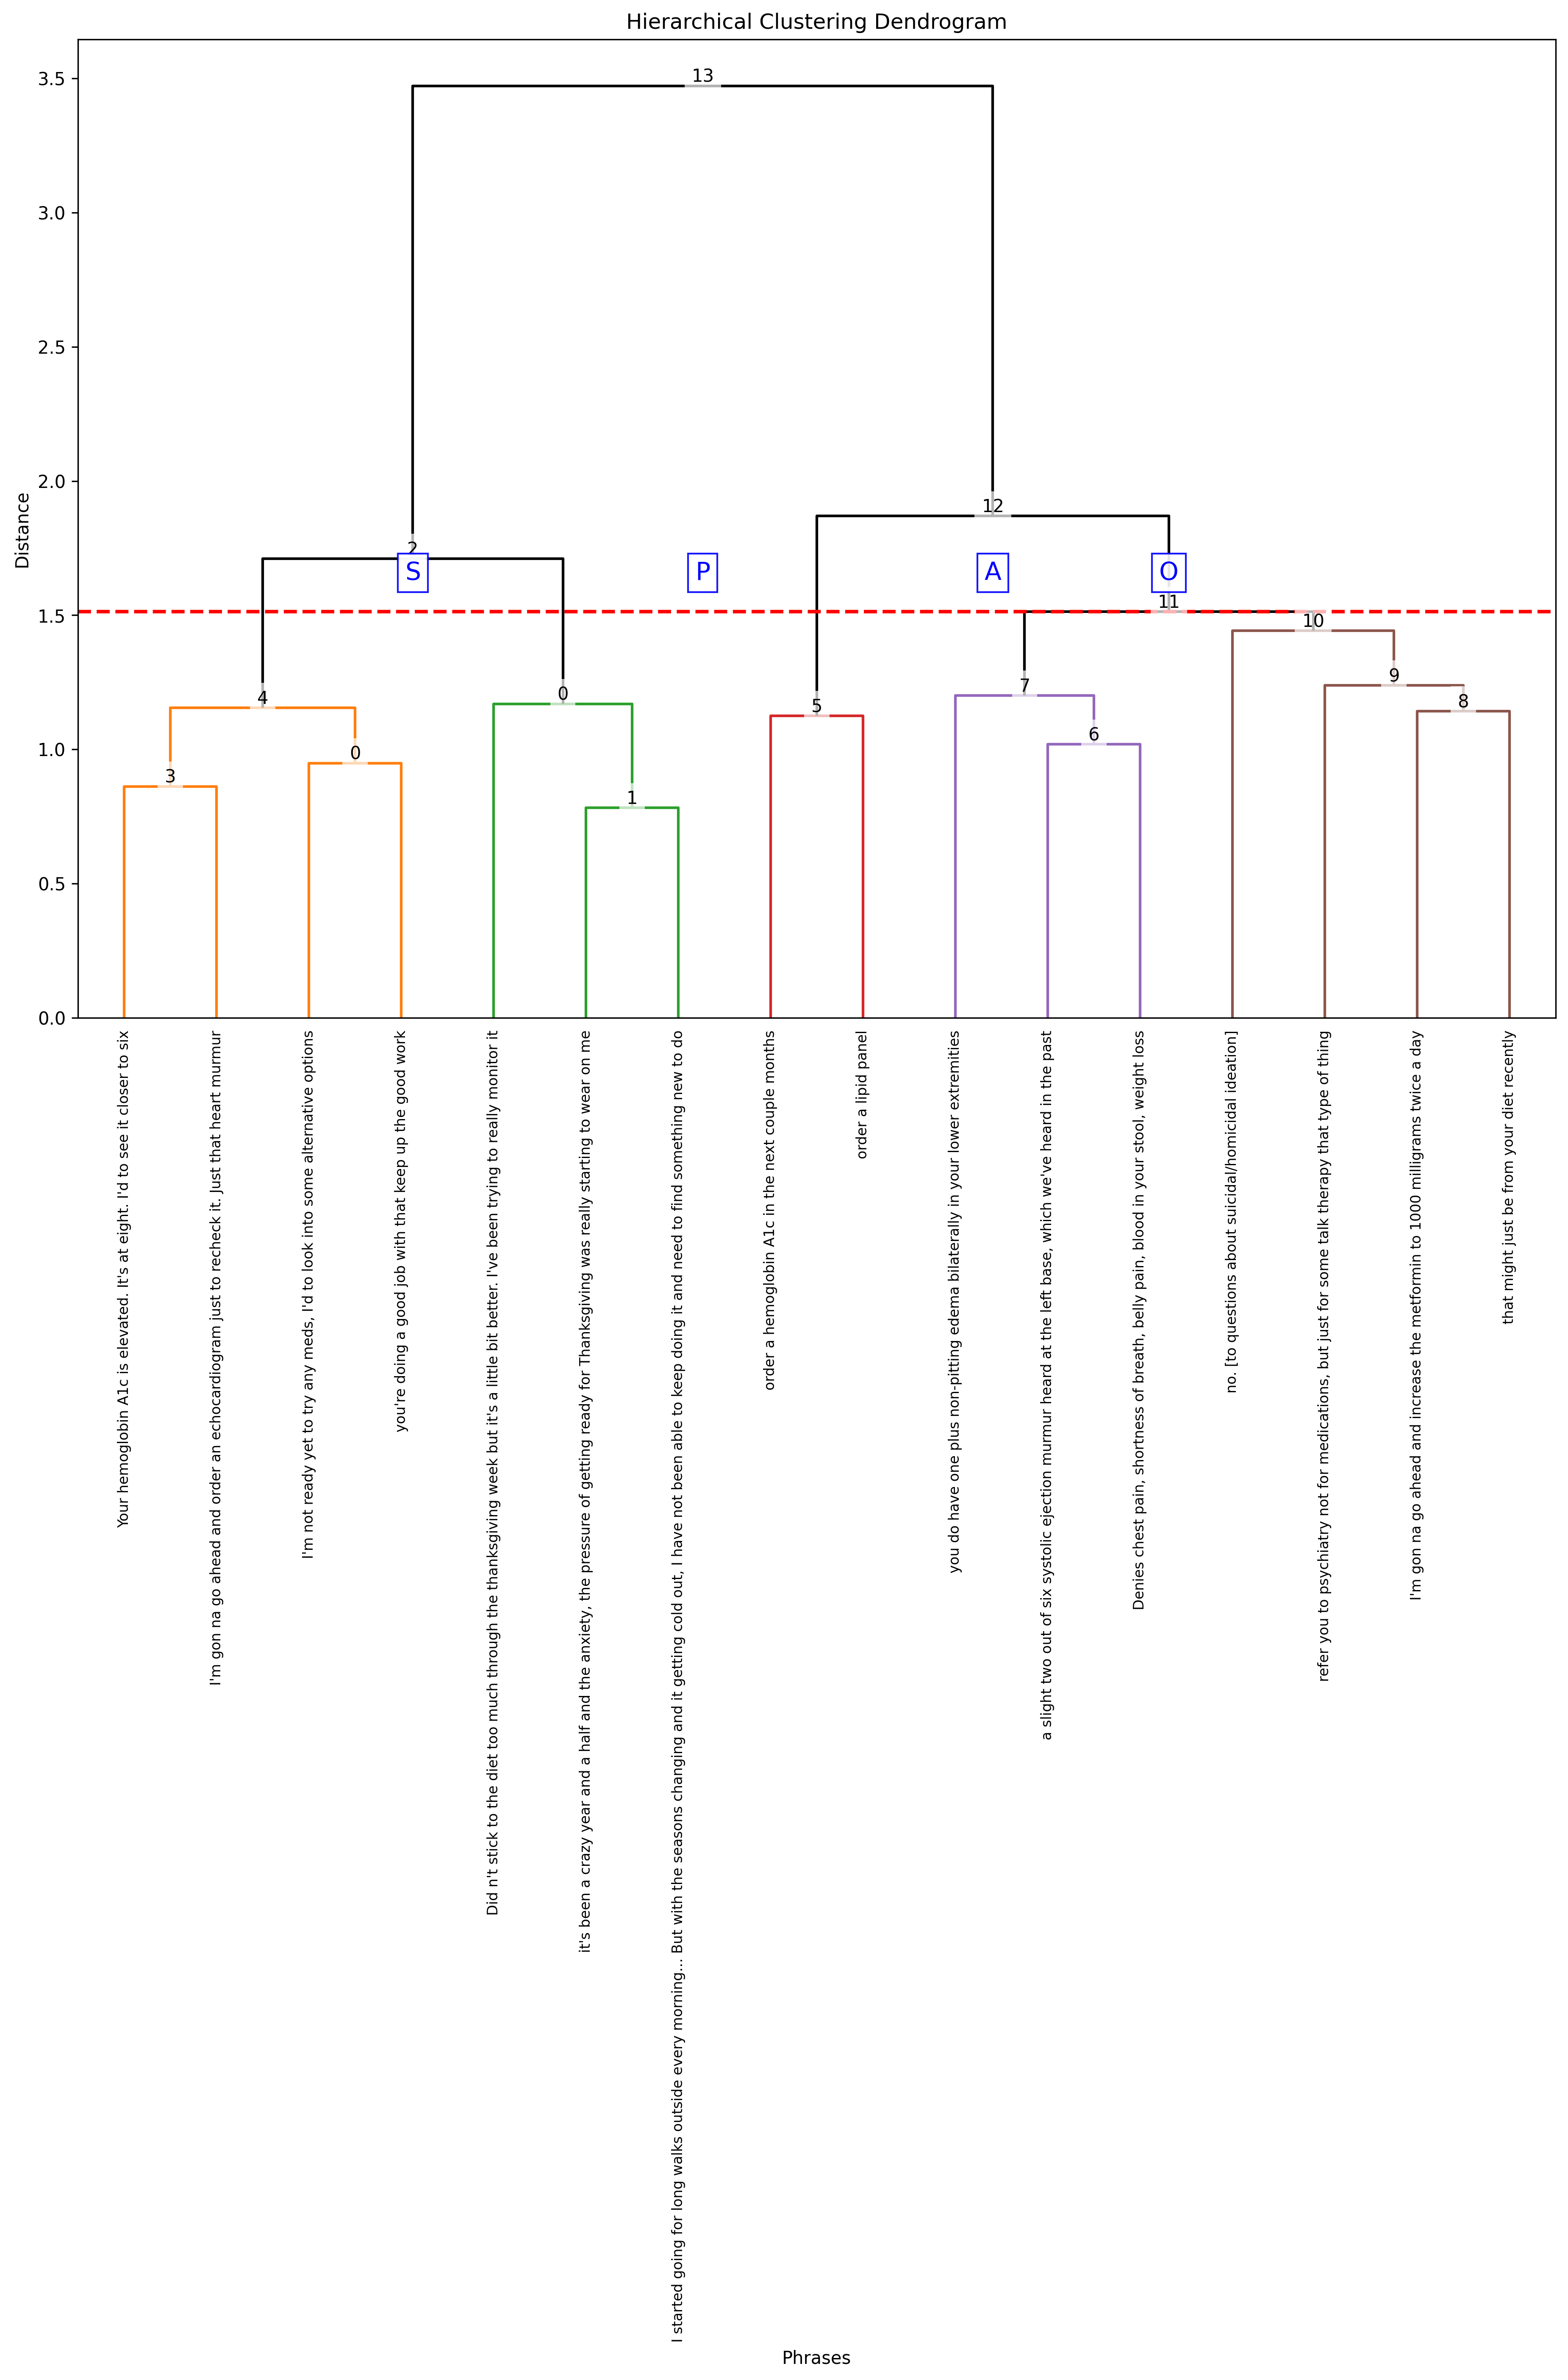 Hierarchical Clustering Dendrogram
Distance
3.5
3.0
2.5
2.0
1.5
1.0
0.5
0.0
13
12
2
S
P
A
O
11
10
9
8
7
6
5
4
0
0
3
1
Your hemoglobin A1c is elevated. It's at eight. I'd to see it closer to six
I'm gon na go ahead and order an echocardiogram just to recheck it. Just that heart murmur
I'm not ready yet to try any meds, I'd to look into some alternative options
you're doing a good job with that keep up the good work
Did n't stick to the diet too much through the thanksgiving week but it's a little bit better. I've been trying to really monitor it
it's been a crazy year and a half and the anxiety, the pressure of getting ready for Thanksgiving was really starting to wear on me
I started going for long walks outside every morning... But with the seasons changing and it getting cold out, I have not been able to keep doing it and need to find something new to do
order a hemoglobin A1c in the next couple months
order a lipid panel
you do have one plus non-pitting edema bilaterally in your lower extremities
a slight two out of six systolic ejection murmur heard at the left base, which we've heard in the past
Denies chest pain, shortness of breath, belly pain, blood in your stool, weight loss
no. [to questions about suicidal/homicidal ideation]
refer you to psychiatry not for medications, but just for some talk therapy that type of thing
I'm gon na go ahead and increase the metformin to 1000 milligrams twice a day
that might just be from your diet recently
Phrases